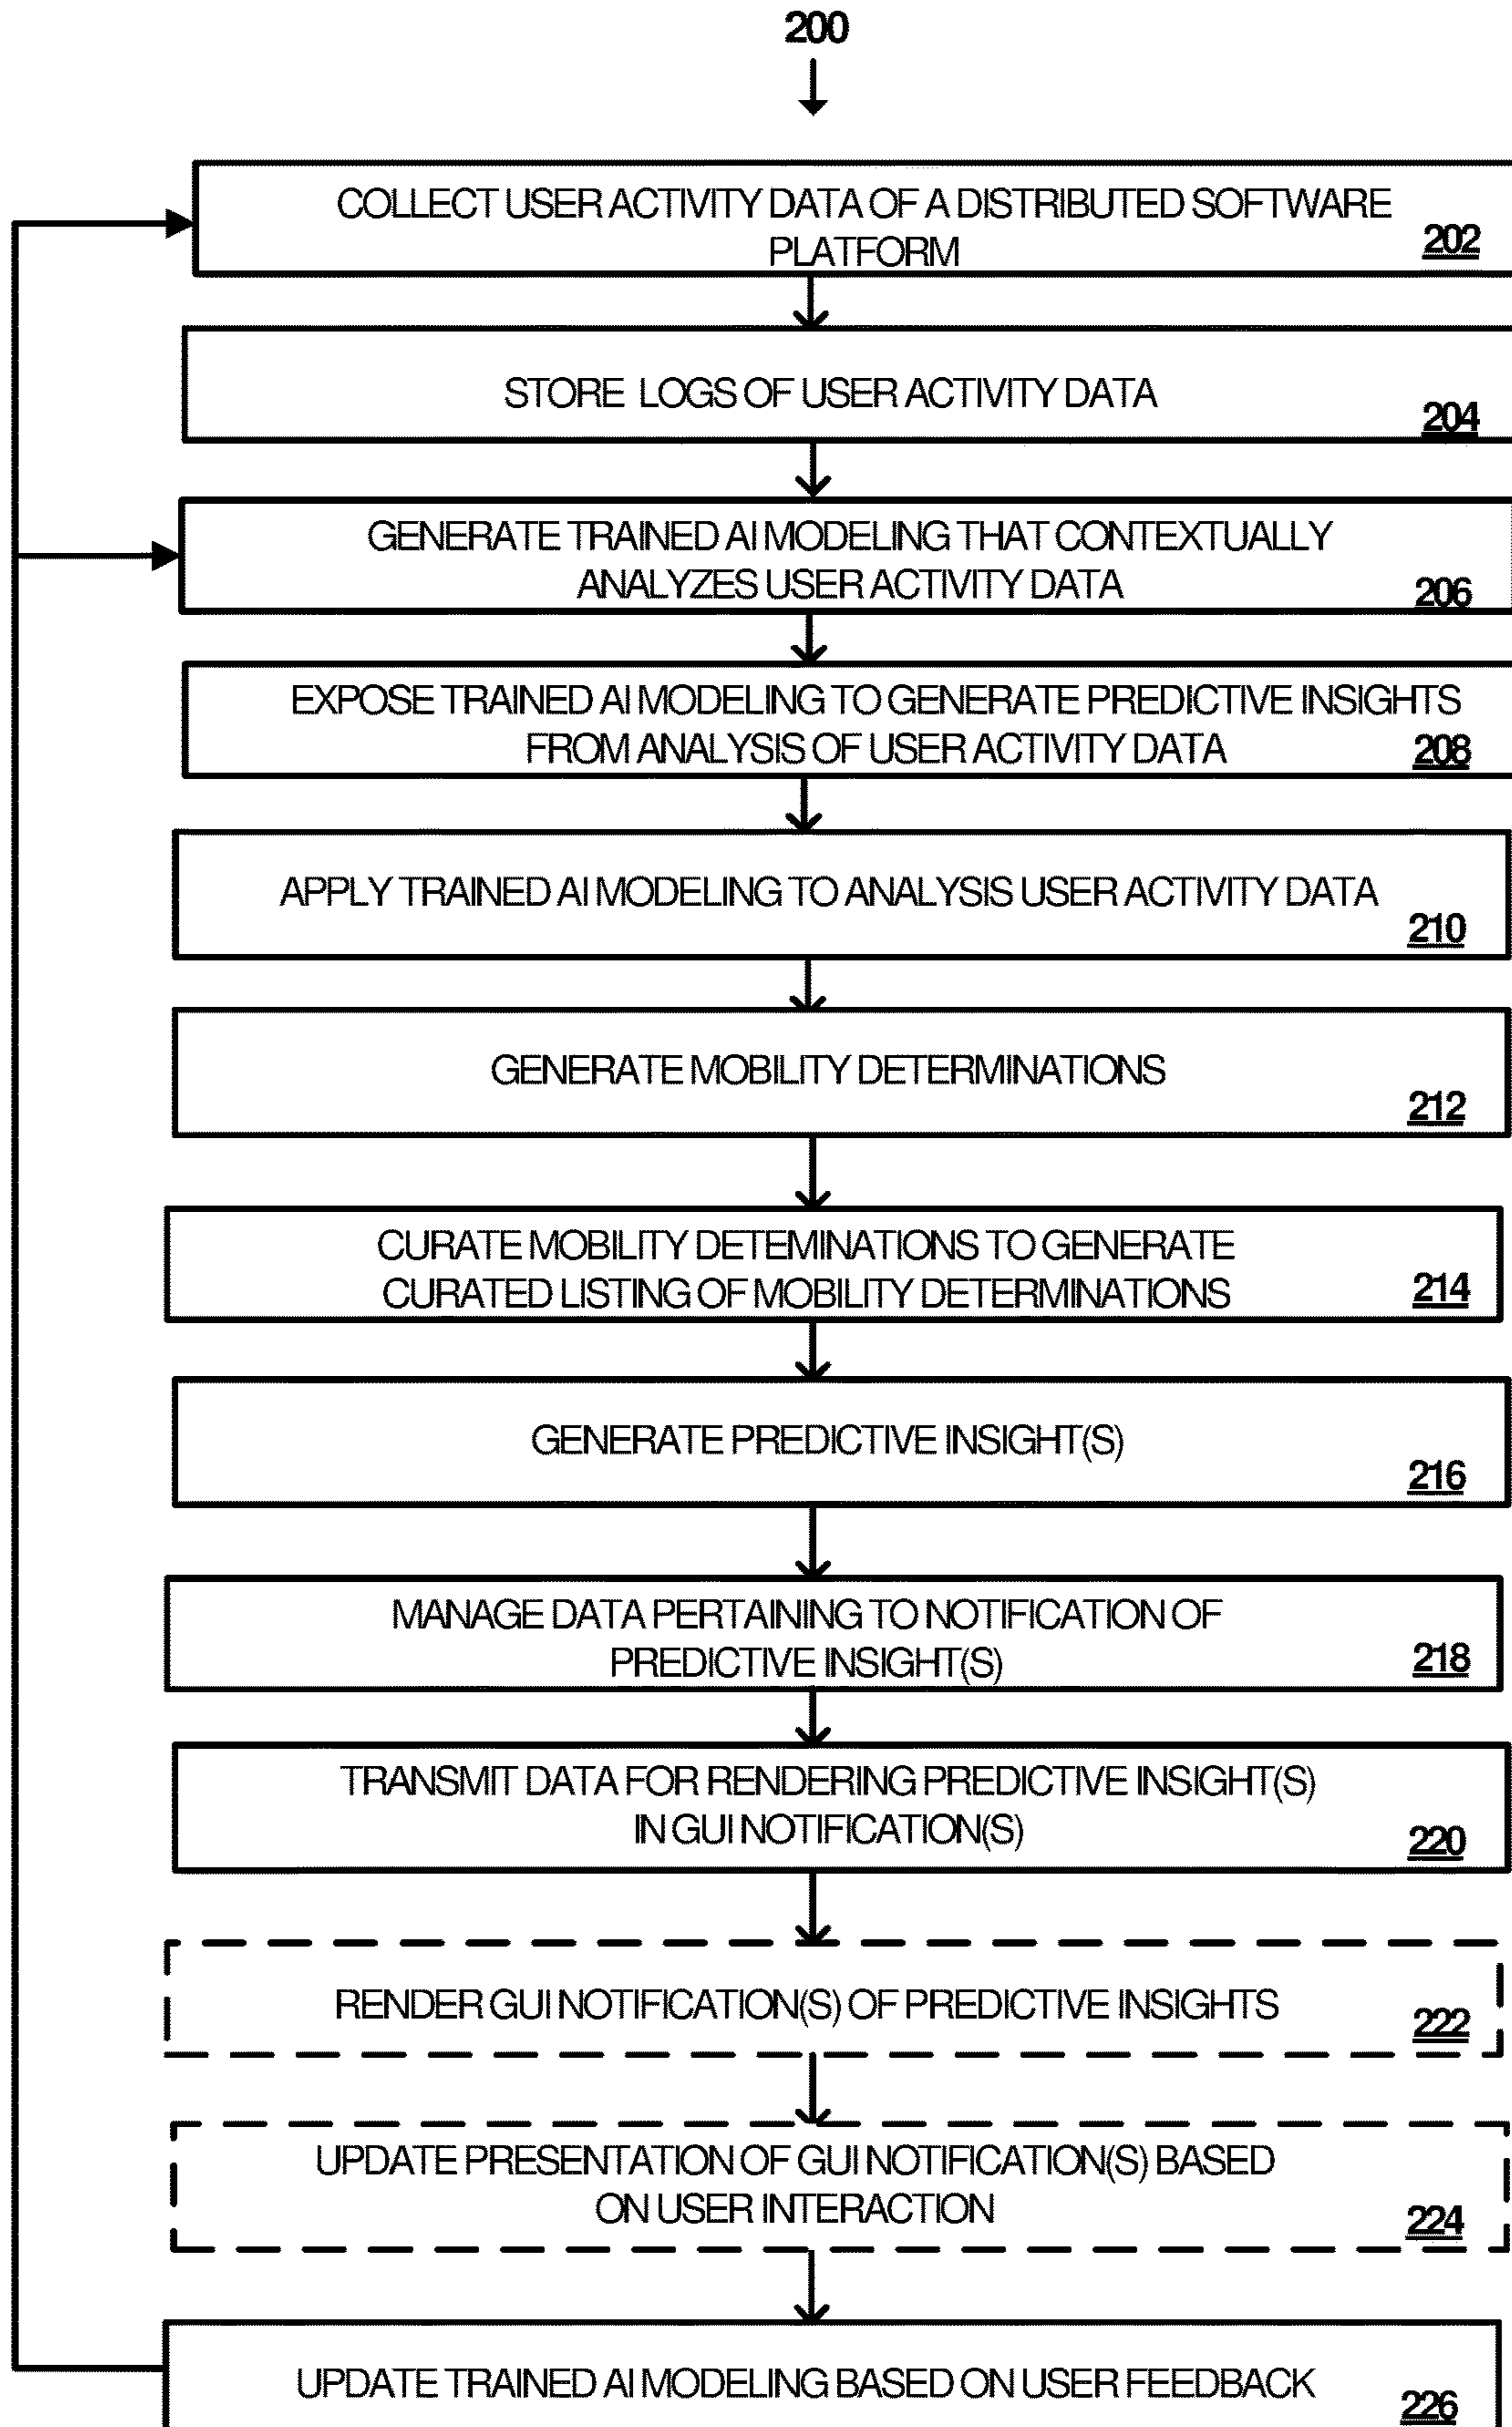 200
COLLECT USER ACTIVITY DATA OF A DISTRIBUTED SOFTWARE
PLATFORM
202
STORE LOGS OF USER ACTIVITY DATA
204
GENERATE TRAINED AI MODELING THAT CONTEXTUALLY
ANALYZES USER ACTIVITY DATA
206
EXPOSE TRAINED AI MODELING TO GENERATE PREDICTIVE INSIGHTS
FROM ANALYSIS OF USER ACTIVITY DATA
208
APPLY TRAINED AI MODELING TO ANALYSIS USER ACTIVITY DATA
210
GENERATE MOBILITY DETERMINATIONS
212
CURATE MOBILITY DETEMINATIONS TO GENERATE
CURATED LISTING OF MOBILITY DETERMINATIONS
214
GENERATE PREDICTIVE INSIGHT(S)
216
MANAGE DATA PERTAINING TO NOTIFICATION OF
PREDICTIVE INSIGHT(S)
218
TRANSMIT DATA FOR RENDERING PREDICTIVE INSIGHT(S)
IN GUI NOTIFICATION(S)
220
RENDER GUI NOTIFICATION(S) OF PREDICTIVE INSIGHTS
222
UPDATE PRESENTATION OF GUI NOTIFICATION(S) BASED
ON USER INTERACTION
224
UPDATE TRAINED AI MODELING BASED ON USER FEEDBACK
226